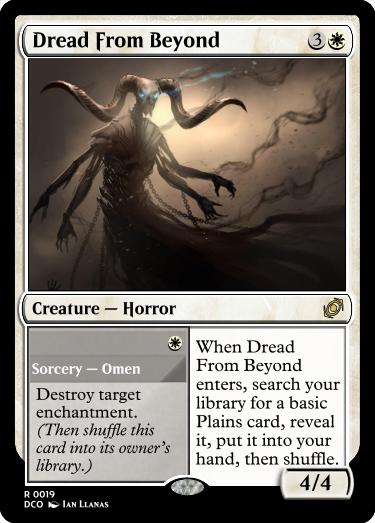 Dread From Beyond 3
Creature — Horror
Sorcery — Omen
Destroy target
enchantment.
(Then shuffle this
card into its owner's
library.)
When Dread
From Beyond
enters, search your
library for a basic
Plains card, reveal
it, put it into your
hand, then shuffle.
4/4
R 0019
DCO Ian Llanas